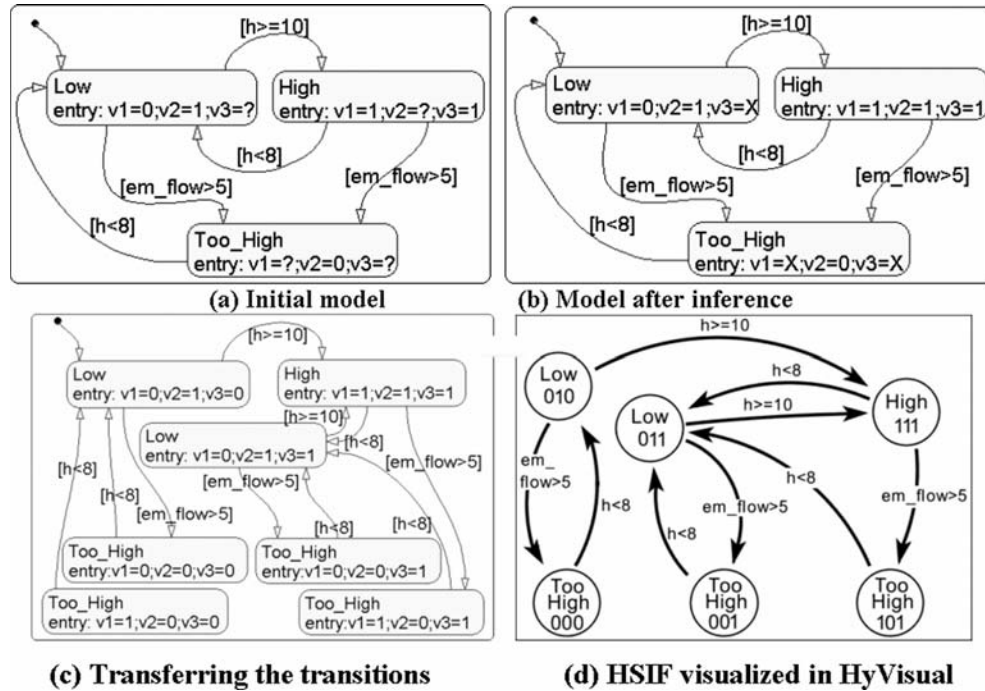 [h>=10]
Low
entry: v1=0;v2=1;v3=?
High
entry: v1=1;v2=?;v3=1
[h<8]
[em_flow>5]
[em_flow>5]
[h<8]
Too_High
entry: v1=?;v2=0;v3=?
(a) Initial model
[h>=10]
Low
entry: v1=0;v2=1,v3=X
High
entry: v1=1;v2=1;v3=1
[h<8]
[em_flow>5]
[em_flow>5]
[h<8]
Too_High
entry: v1=X;v2=0;v3=X
(b) Model after inference
[h>=10]
Low
entry: v1=0;v2=1;v3=0
High
entry: v1=1;v2=1;v3=1
[h>=10]
Low
entry: v1=0;v2=1;v3=1
[h<8]
[h<8]
[em_flow>5]
[em_flow>5]
[h<8]
[em_flow>5]
[h<8]
[h<8]
Too_High
entry: v1=0;v2=0;v3=0
Too_High
entry:v1=0;v2=0;v3=1
Too_High
entry: v1=1;v2=0;v3=0
Too_High
entry:v1=1;v2=0;v3=1
(c) Transferring the transitions
h>=10
Low
010
h<8
Low
011
h>=10
High
111
em_
flow>5
h<8
h<8
em_flow>5
h<8
em_flow>5
Too
High
000
Too
High
001
Too
High
101
(d) HSIF visualized in HyVisual